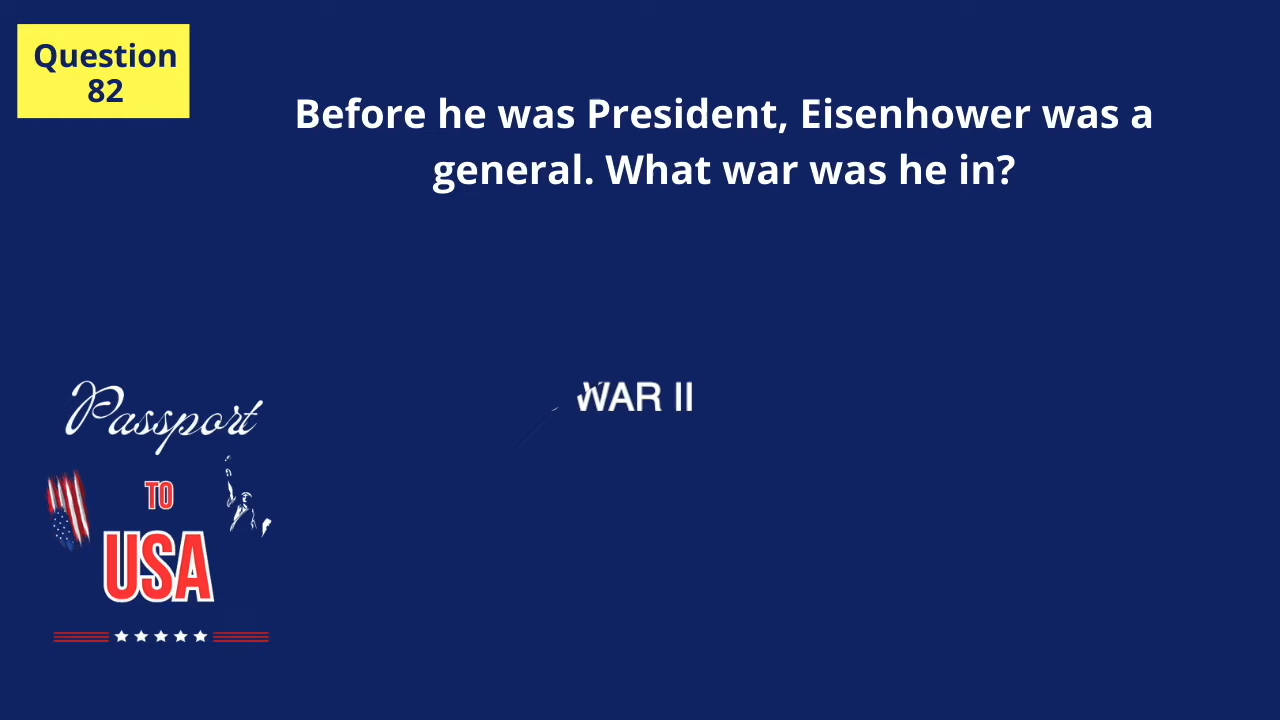 Question
82
Before he was President, Eisenhower was a
general. What war was he in?
WAR II
Passport
TO
USA